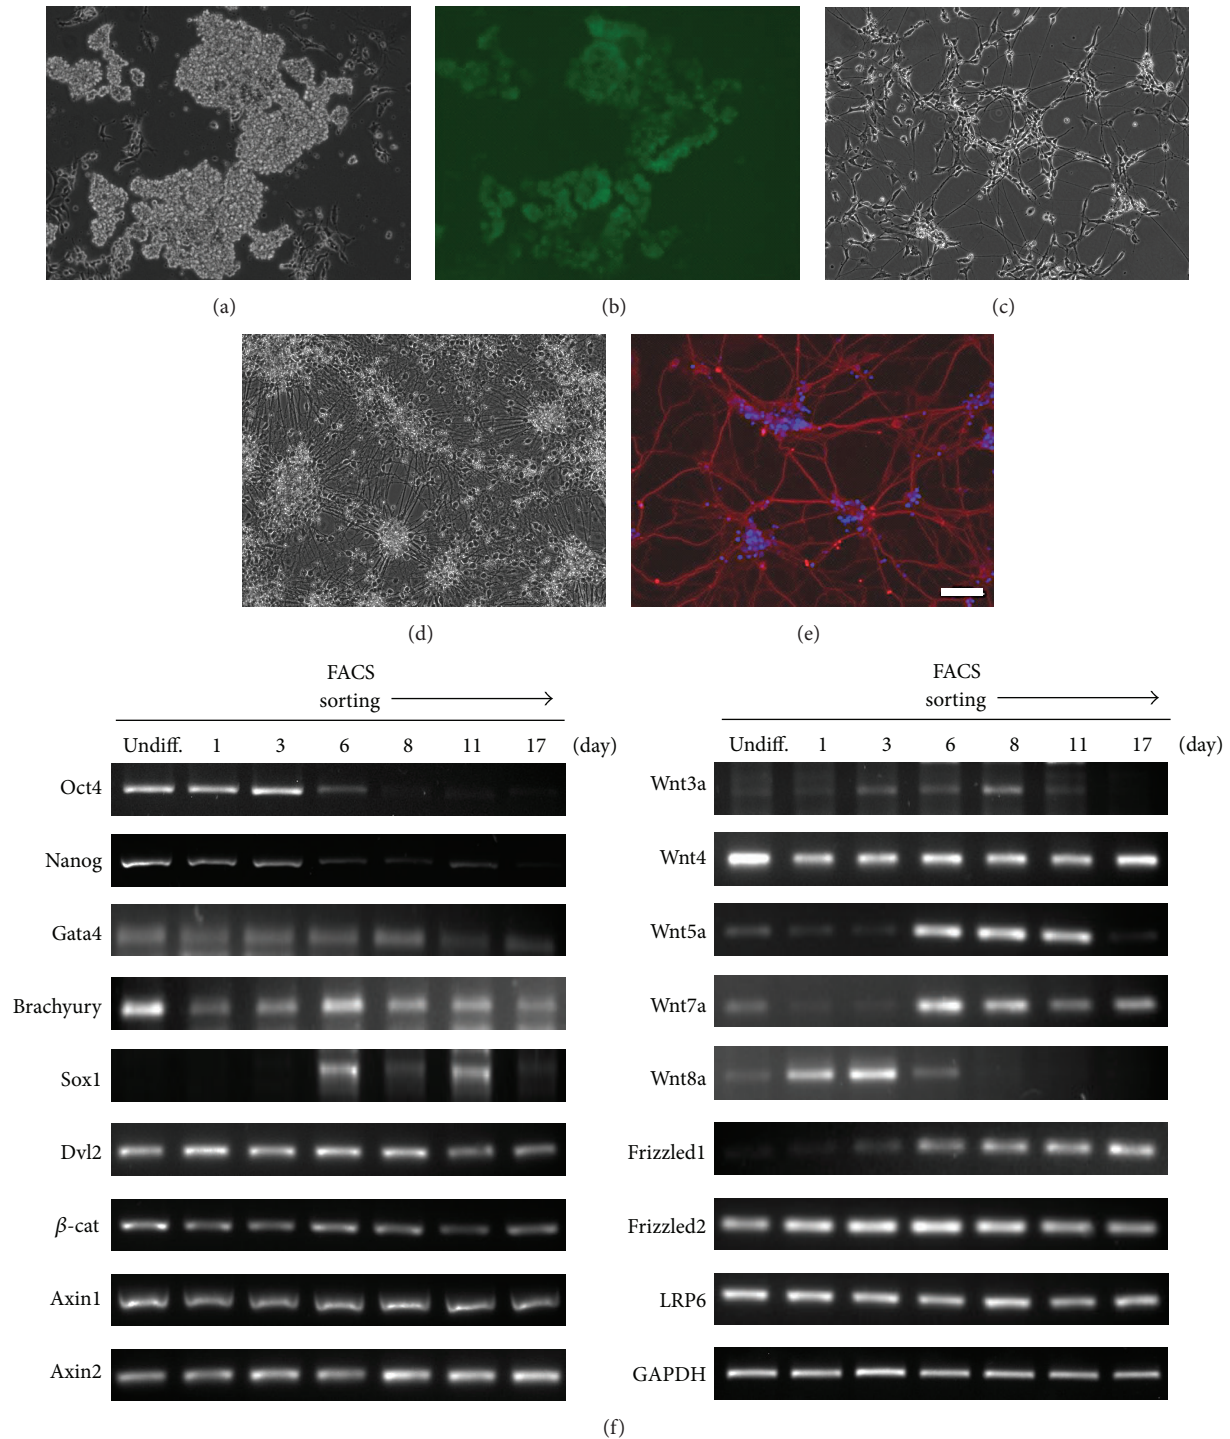 (a)
(b)
(c)
(d)
(e)
FACS
sorting
Undiff. 1 3 6 8 11 17 (day)
Oct4
Nanog
Gata4
Brachyury
Sox1
Dvl2
β-cat
Axin1
Axin2
FACS
sorting
Undiff. 1 3 6 8 11 17 (day)
Wnt3a
Wnt4
Wnt5a
Wnt7a
Wnt8a
Frizzled1
Frizzled2
LRP6
GAPDH
(f)